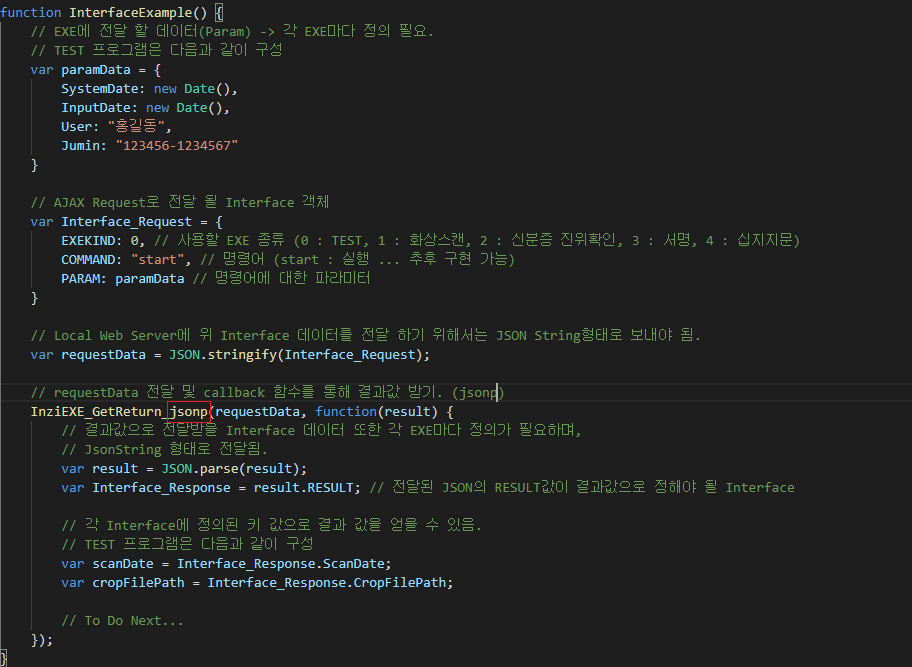 function InterfaceExample() {
// EXE에 전달 할 데이터(Param) -> 각 EXE마다 정의 필요.
// TEST 프로그램은 다음과 같이 구성
var paramData = {
SystemDate: new Date(),
InputDate: new Date(),
User: "홍길동",
Jumin: "123456-1234567"
}
// AJAX Request로 전달 될 Interface 객체
var Interface_Request = {
EXEKIND: 0, // 사용할 EXE 종류 (0 : TEST, 1 : 화상스캔, 2 : 신분증 진위확인, 3 : 서명, 4 : 십지지문)
COMMAND: "start", // 명령어 (start : 실행 ... 추후 구현 가능)
PARAM: paramData // 명령어에 대한 파라미터
}
// Local Web Server에 위 Interface 데이터를 전달 하기 위해서는 JSON String형태로 보내야 됨.
var requestData = JSON.stringify(Interface_Request);
// requestData 전달 및 callback 함수를 통해 결과값 받기. (jsonp)
InziEXE_GetReturn_jsonp(requestData, function(result) {
// 결과값으로 전달받을 Interface 데이터 또한 각 EXE마다 정의가 필요하며,
// JsonString 형태로 전달됨.
var result = JSON.parse(result);
var Interface_Response = result.RESULT; // 전달된 JSON의 RESULT값이 결과값으로 정해야 될 Interface
// 각 Interface에 정의된 키 값으로 결과 값을 얻을 수 있음.
// TEST 프로그램은 다음과 같이 구성
var scanDate = Interface_Response.ScanDate;
var cropFilePath = Interface_Response.CropFilePath;
// To Do Next...
});
}